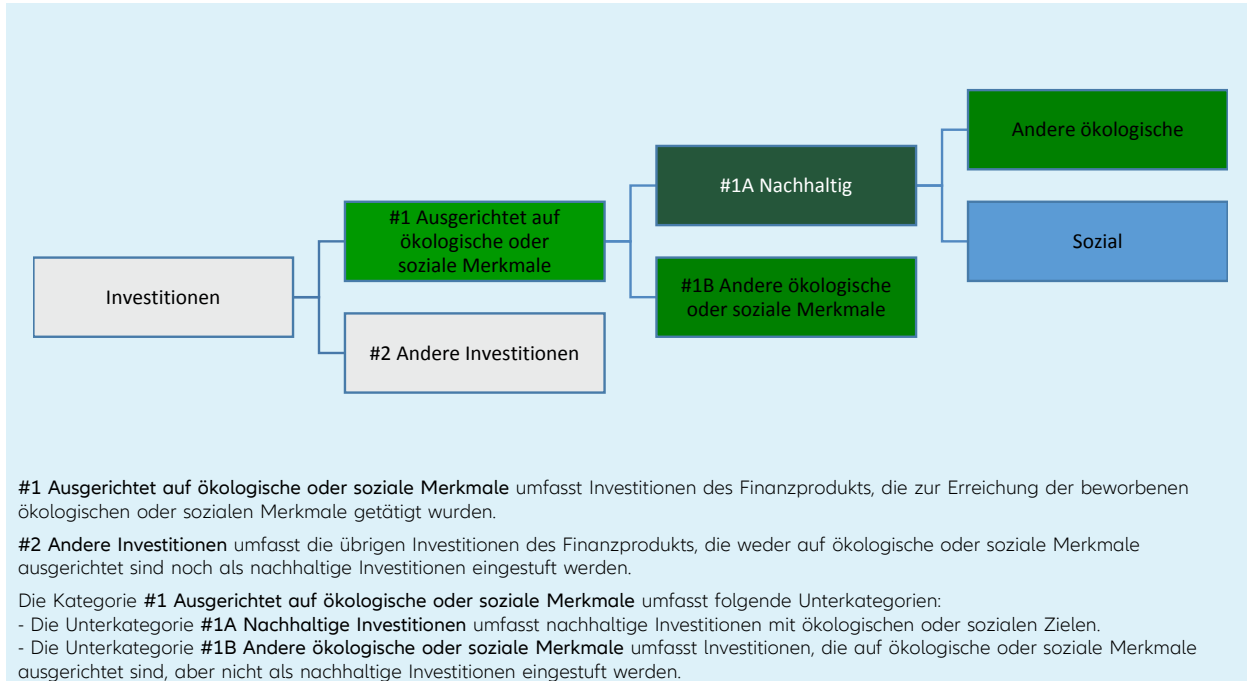 Andere ökologische
#1A Nachhaltig
#1 Ausgerichtet auf
ökologische oder
soziale Merkmale
Sozial
Investitionen
#1B Andere ökologische
oder soziale Merkmale
#2 Andere Investitionen
#1 Ausgerichtet auf ökologische oder soziale Merkmale umfasst Investitionen des Finanzprodukts, die zur Erreichung der beworbenen
ökologischen oder sozialen Merkmale getätigt wurden.
#2 Andere Investitionen umfasst die übrigen Investitionen des Finanzprodukts, die weder auf ökologische oder soziale Merkmale
ausgerichtet sind noch als nachhaltige Investitionen eingestuft werden.
Die Kategorie #1 Ausgerichtet auf ökologische oder soziale Merkmale umfasst folgende Unterkategorien:
- Die Unterkategorie #1A Nachhaltige Investitionen umfasst nachhaltige Investitionen mit ökologischen oder sozialen Zielen.
- Die Unterkategorie #1B Andere ökologische oder soziale Merkmale umfasst lnvestitionen, die auf ökologische oder soziale Merkmale
ausgerichtet sind, aber nicht als nachhaltige Investitionen eingestuft werden.